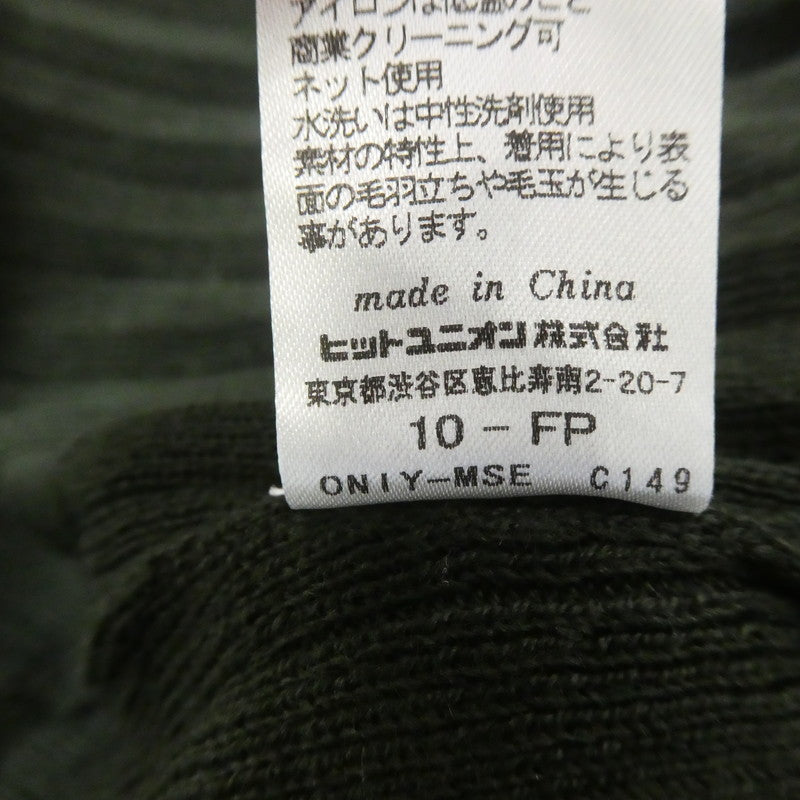 アイロンは低温のこと
商業クリーニング可
ネット使用
水洗いは中性洗剤使用
素材の特性上、着用により表
面の毛羽立ちや毛玉が生じる
事があります。
made in China
ヒットユニオン株式会社
東京都渋谷区恵比寿南2-20-7
10-FP
ONIY-MSE C149